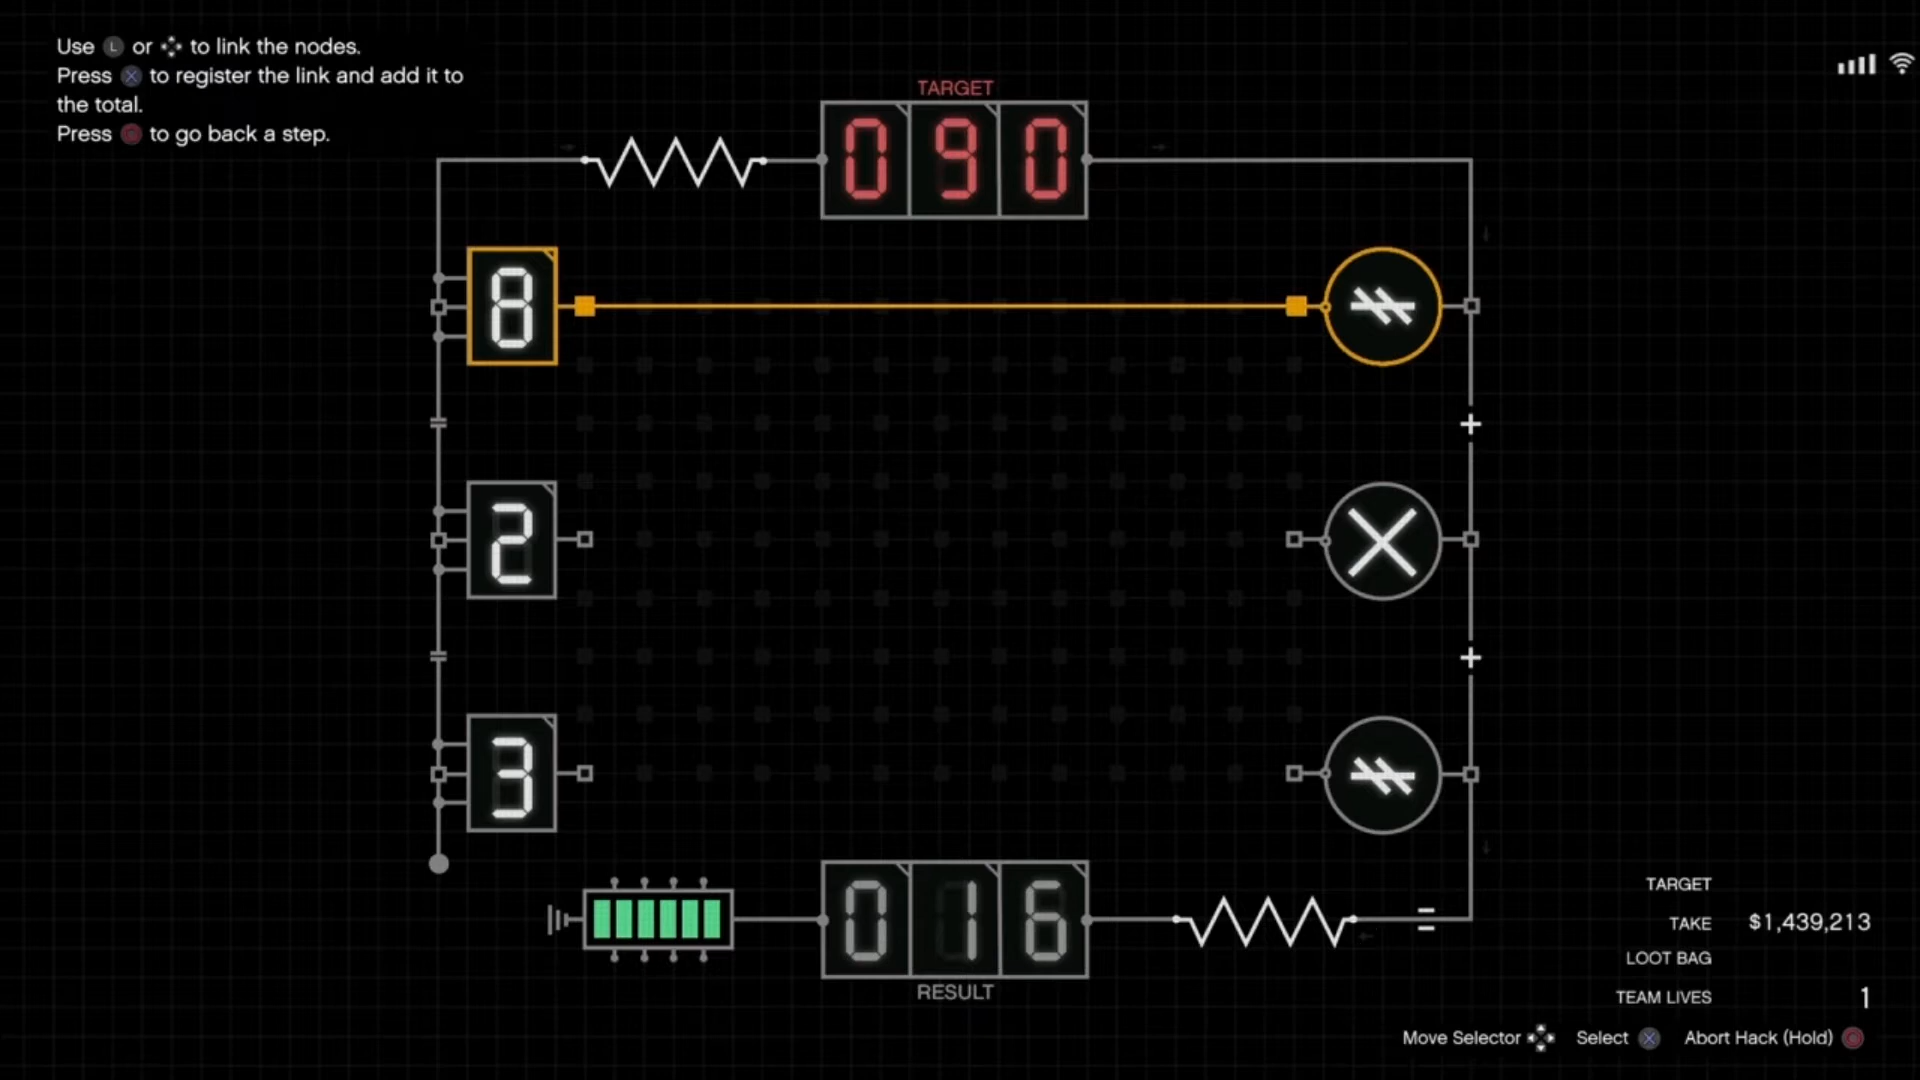 Use L or to link the nodes.
Press X to register the link and add it to
the total.
Press to go back a step.
TARGET
090
8
2
3
016
RESULT
+
+
=
TARGET
TAKE $1,439,213
LOOT BAG
TEAM LIVES 1
Move Selector Select X Abort Hack (Hold)